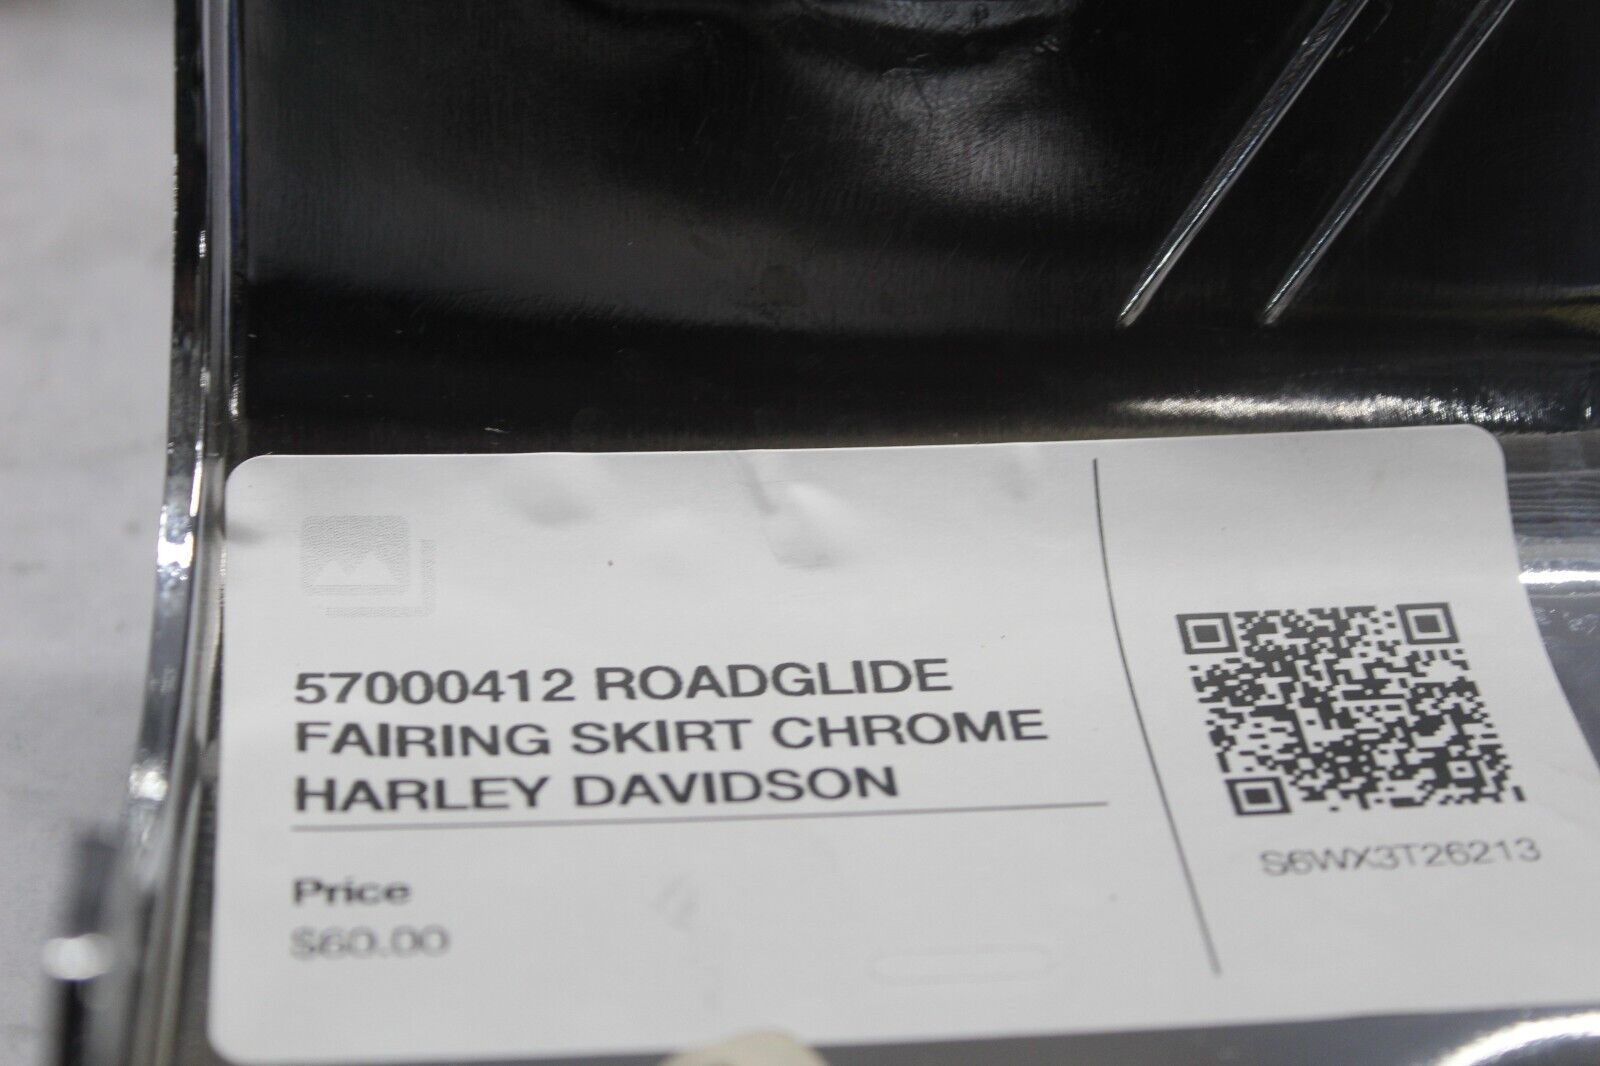 57000412 ROADGLIDE
FAIRING SKIRT CHROME
HARLEY DAVIDSON
Price
$60.00
S6WX3T26213